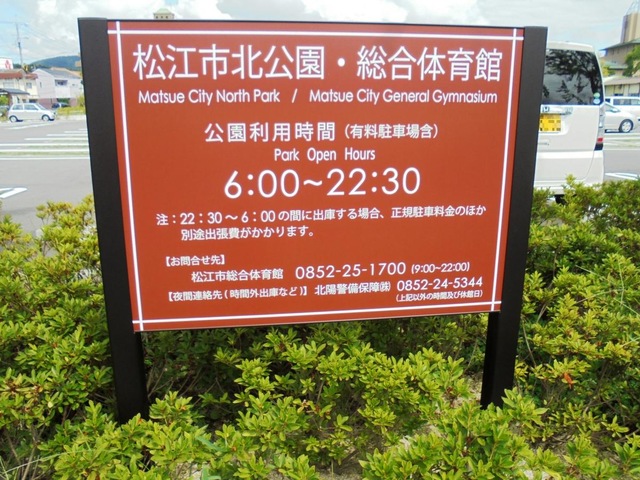 松江市北公園・総合体育館
Matsue City North Park / Matsue City General Gymnasium
公園利用時間(有料駐車場含)
Park Open Hours
6:00~22:30
注:22:30~6:00の間に出庫する場合、正規駐車料金のほか
別途出張費がかかります。
【お問合せ先】
松江市総合体育館 0852-25-1700 (9:00~22:00)
【夜間連絡先(時間外出庫など)】 北陽警備保障㈱ 0852-24-5344
(上記以外の時間及び休館日)